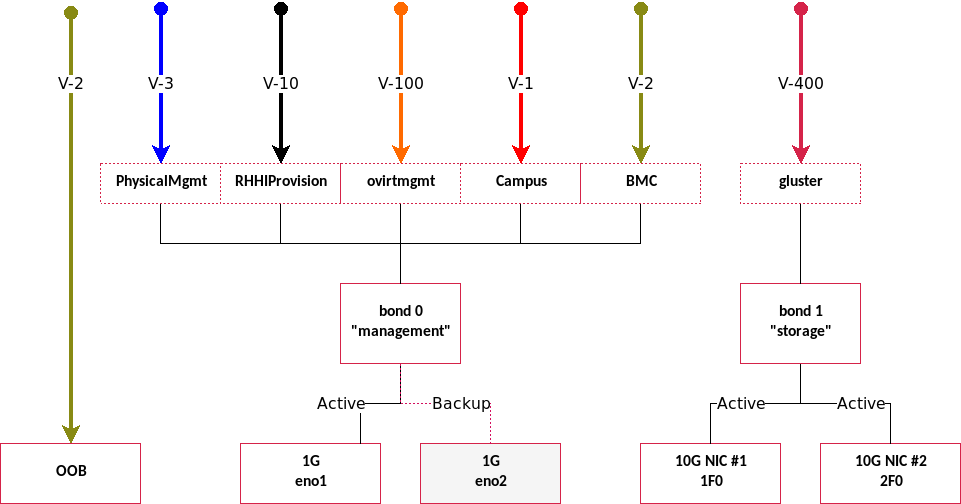 V-2
V-3
V-10
V-100
V-1
V-2
V-400
PhysicalMgmt
RHHIProvision
ovirtmgmt
Campus
BMC
gluster
bond 0
"management"
bond 1
"storage"
Active
Backup
Active
Active
OOB
1G
eno1
1G
eno2
10G NIC #1
1F0
10G NIC #2
2F0